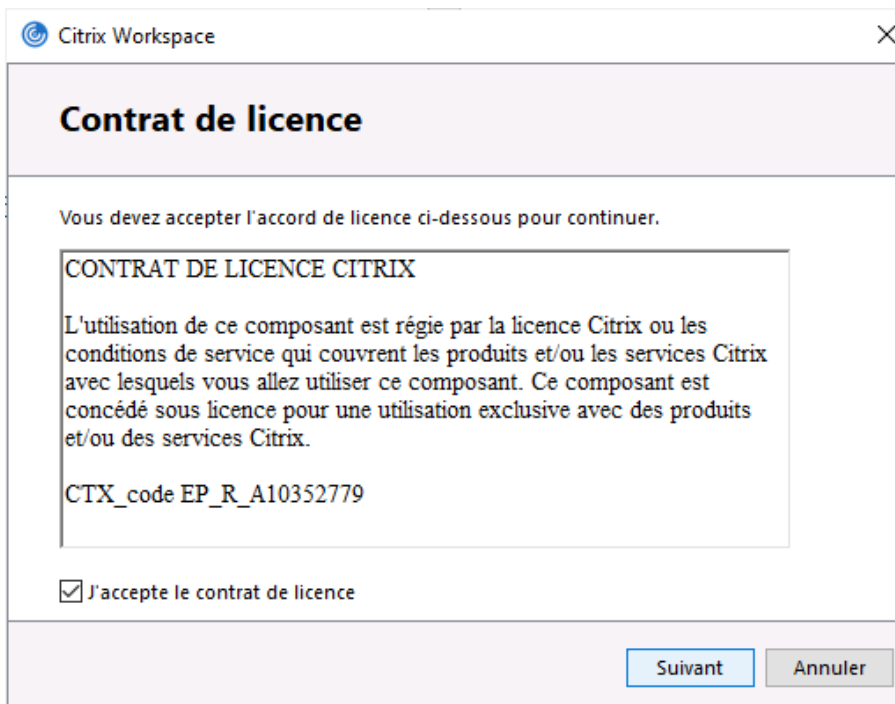 Citrix Workspace
Contrat de licence
Vous devez accepter l'accord de licence ci-dessous pour continuer.
CONTRAT DE LICENCE CITRIX
L'utilisation de ce composant est régie par la licence Citrix ou les
conditions de service qui couvrent les produits et/ou les services Citrix
avec lesquels vous allez utiliser ce composant. Ce composant est
concédé sous licence pour une utilisation exclusive avec des produits
et/ou des services Citrix.
CTX_code EP_R_A10352779
J'accepte le contrat de licence
Suivant
Annuler